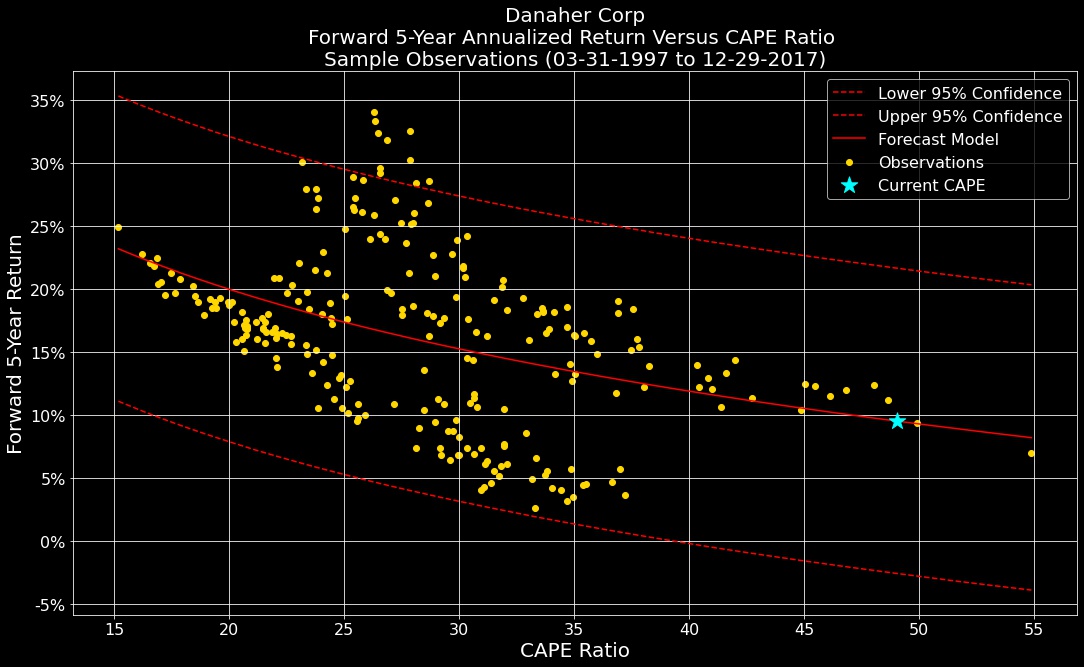 Danaher Corp
Forward 5-Year Annualized Return Versus CAPE Ratio
Sample Observations (03-31-1997 to 12-29-2017)
Lower 95% Confidence
Upper 95% Confidence
Forecast Model
Observations
Current CAPE
Forward 5-Year Return
35%
30%
25%
20%
15%
10%
5%
0%
-5%
15 20 25 30 35 40 45 50 55
CAPE Ratio